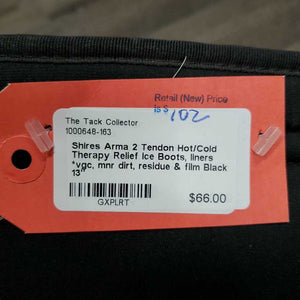 Retail (New) Price
is $ 102
The Tack Collector
1000648-163
Shires Arma 2 Tendon Hot/Cold
Therapy Relief Ice Boots, liners
*vgc, mnr dirt, residue & film Black
13"
$66.00
GXPLRT